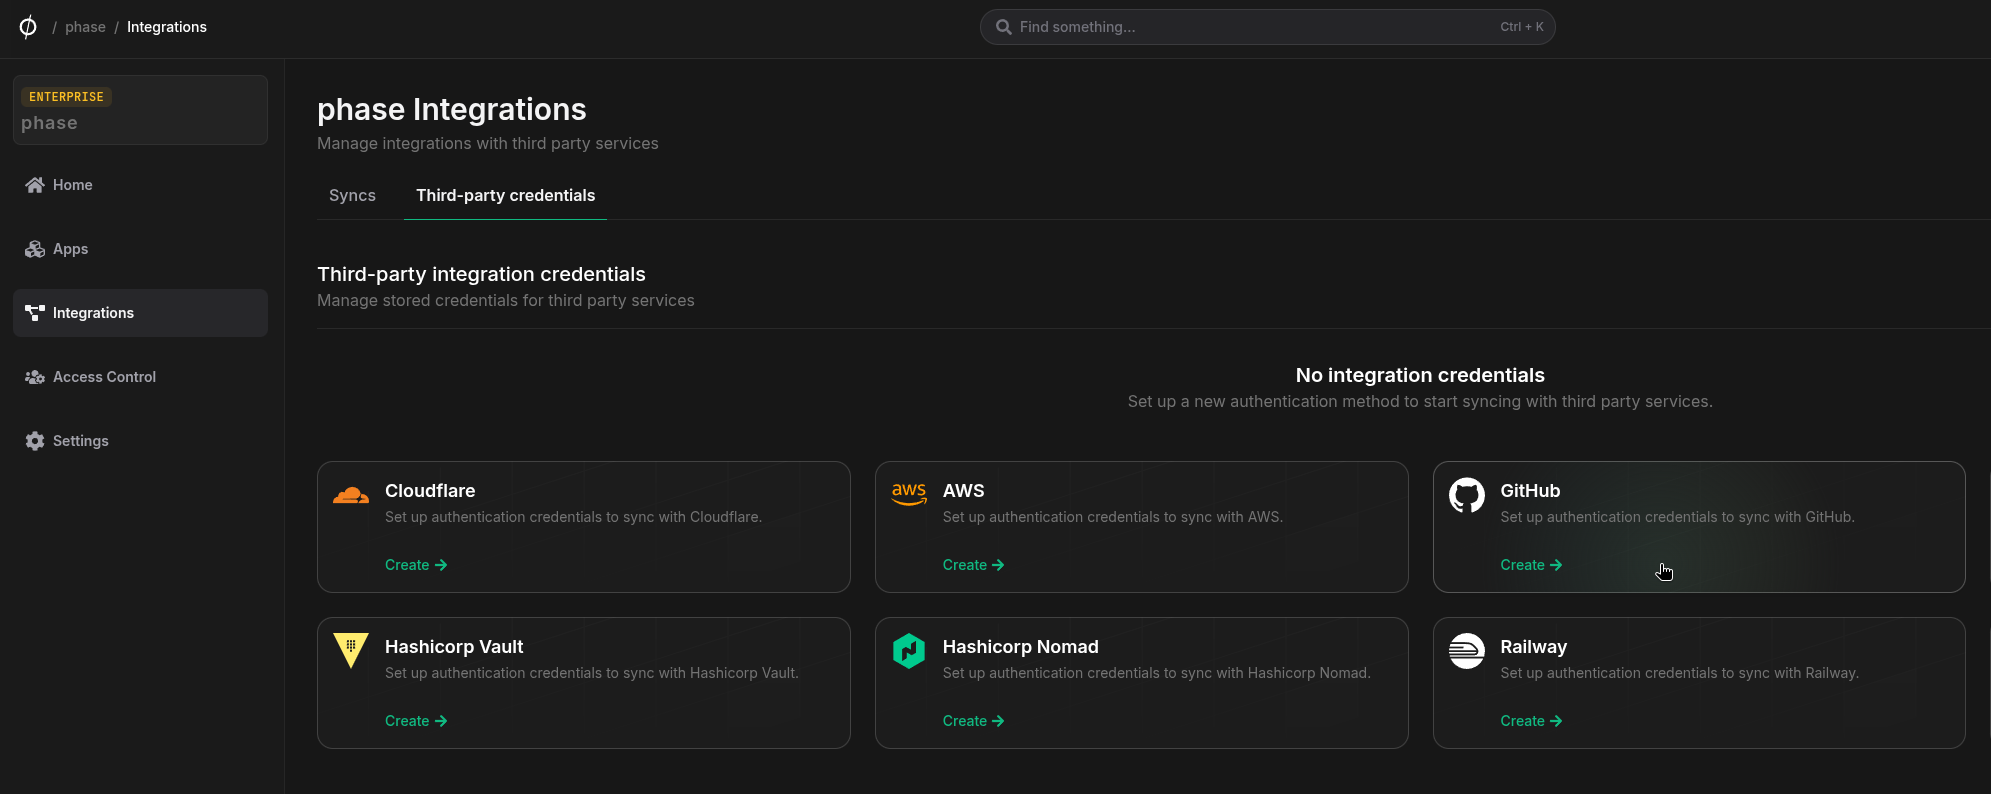 / phase / Integrations
Find something... Ctrl + K
ENTERPRISE
phase
Home
Apps
Integrations
Access Control
Settings
phase Integrations
Manage integrations with third party services
Syncs Third-party credentials
Third-party integration credentials
Manage stored credentials for third party services
No integration credentials
Set up a new authentication method to start syncing with third party services.
Cloudflare
Set up authentication credentials to sync with Cloudflare.
Create
aws
AWS
Set up authentication credentials to sync with AWS.
Create
GitHub
Set up authentication credentials to sync with GitHub.
Create
Hashicorp Vault
Set up authentication credentials to sync with Hashicorp Vault.
Create
Hashicorp Nomad
Set up authentication credentials to sync with Hashicorp Nomad.
Create
Railway
Set up authentication credentials to sync with Railway.
Create